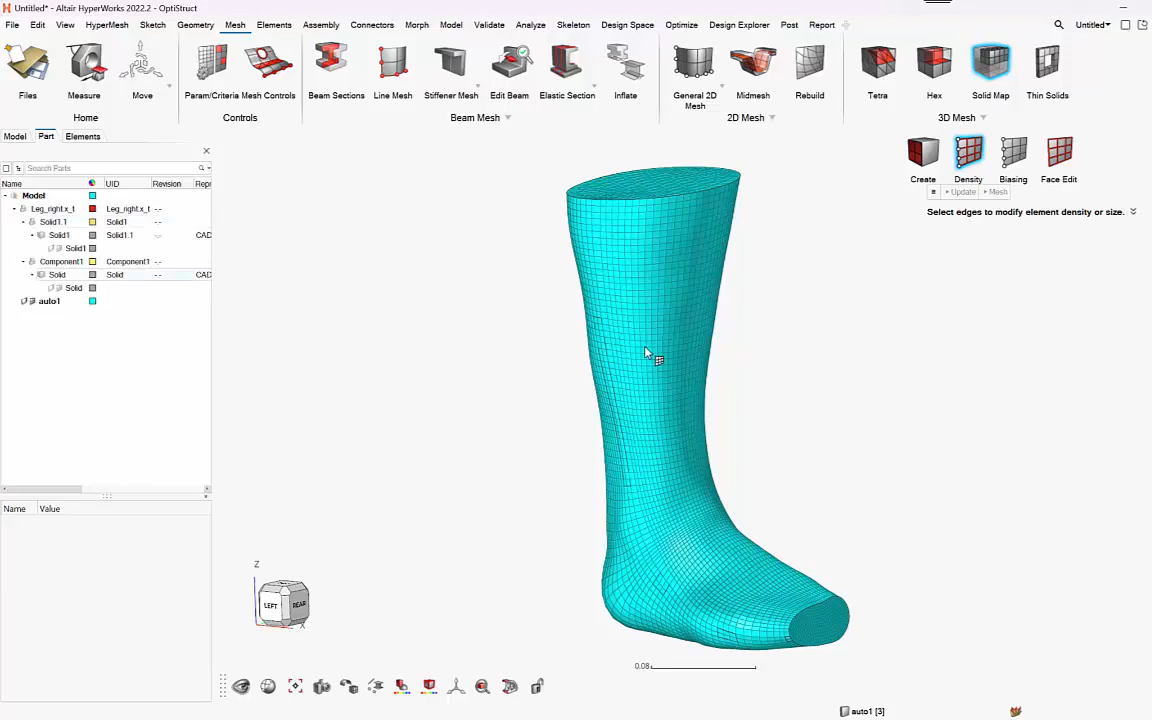 Untitled* - Altair HyperWorks 2022.2 - OptiStruct
File Edit View HyperMesh Sketch Geometry Mesh Elements Assembly Connectors Morph Model Validate Analyze Skeleton Design Space Optimize Design Explorer Post Report Untitled
Files Measure Move Param/Criteria Mesh Controls Beam Sections Line Mesh Stiffener Mesh Edit Beam Elastic Section Inflate General 2D Mesh Midmesh Rebuild Tetra Hex Solid Map Thin Solids
Home Controls Beam Mesh 2D Mesh 3D Mesh
Model Part Elements
Create Density Biasing Face Edit
Update Mesh
Select edges to modify element density or size.
Search Parts
Name UID Revision Repr
Model
Leg_right.x_t Leg_right.x_t -.-
Solid1.1 Solid1 -.-
Solid1 Solid1.1 -.- CAD
Solid1
Component1 Component1 -.-
Solid Solid -.- CAD
Solid
auto1
Name Value
Z
LEFT REAR
X
0.08
auto1 [3]